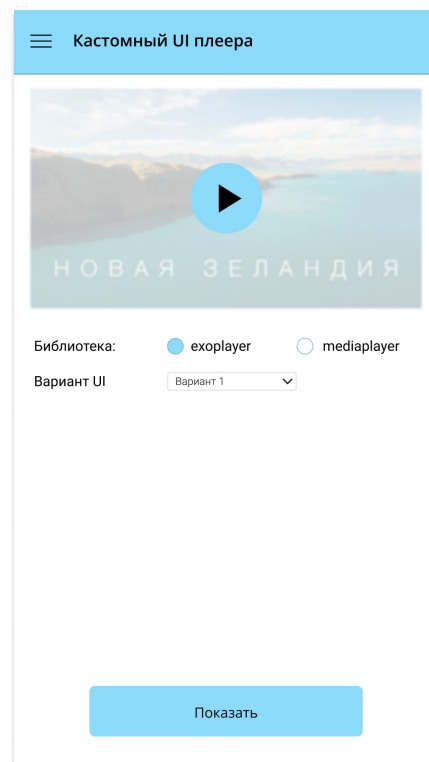 Кастомный UI плеера
НОВАЯ ЗЕЛАНДИЯ
Библиотека: exoplayer mediaplayer
Вариант UI Вариант 1
Показать